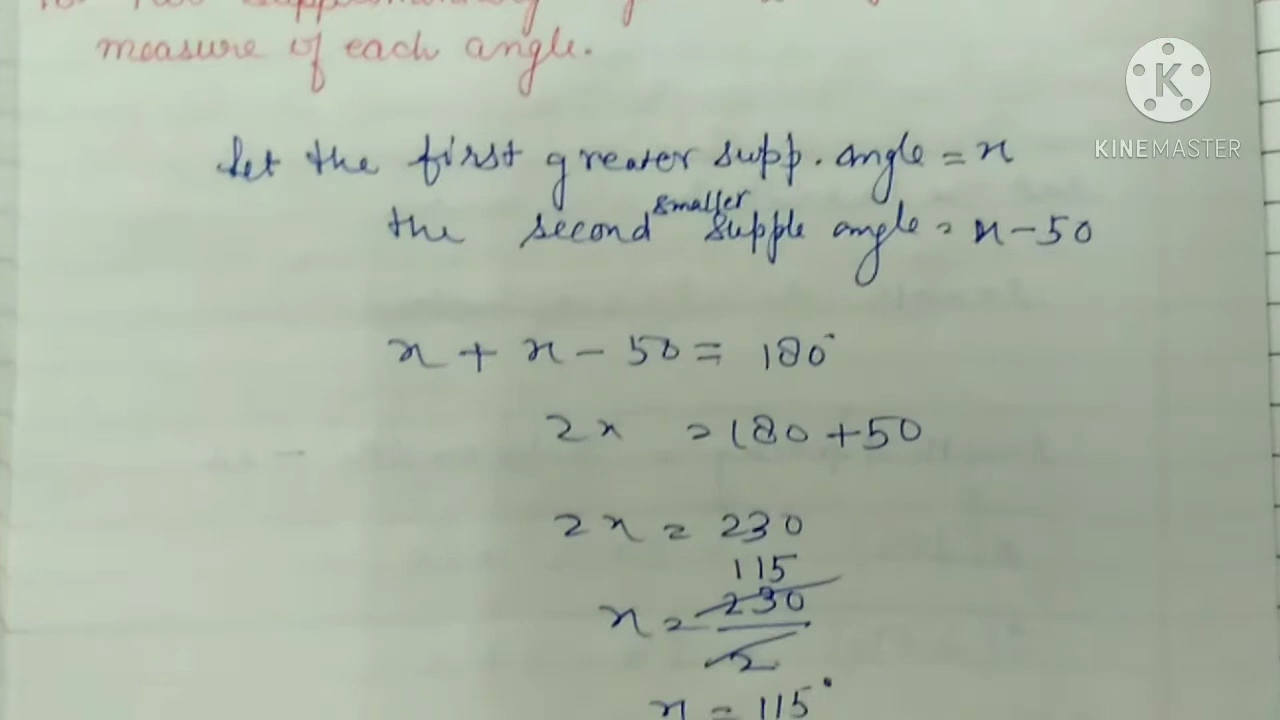 measure of each angle.
K
KINEMASTER
Let the first greater supp. angle = x
the second smaller supple angle = x - 50
x + x - 50 = 180°
2x = 180 + 50
2x = 230
115
x = 230/2
x = 115°